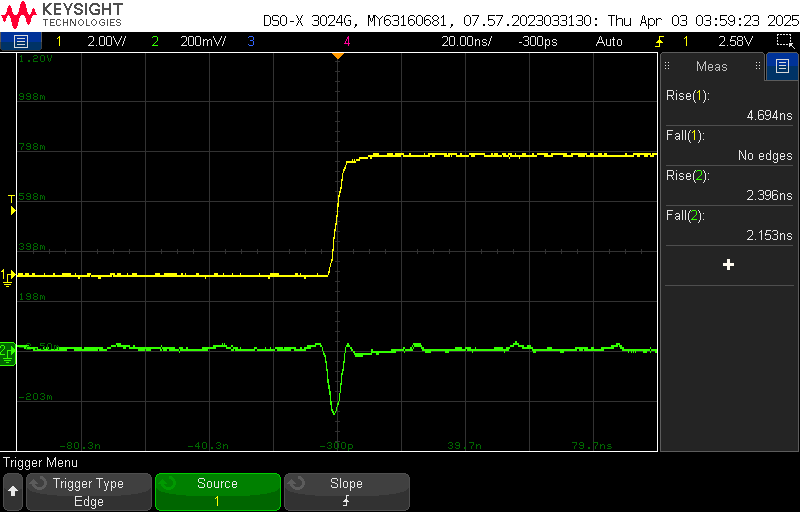 KEYSIGHT
TECHNOLOGIES
DSO-X 3024G, MY63160681, 07.57.2023033130: Thu Apr 03 03:59:23 2025
1 2.00V/ 2 200mV/ 3 4 20.00ns/ -300ps Auto 1 2.58V
1.20V
998m
798m
598m
398m
198m
-203m
-80.3n -40.3n -300p 39.7n 79.7ns
T
1
2
Meas
Rise(1):
4.694ns
Fall(1):
No edges
Rise(2):
2.396ns
Fall(2):
2.153ns
+
Trigger Menu
Trigger Type
Edge
Source
1
Slope